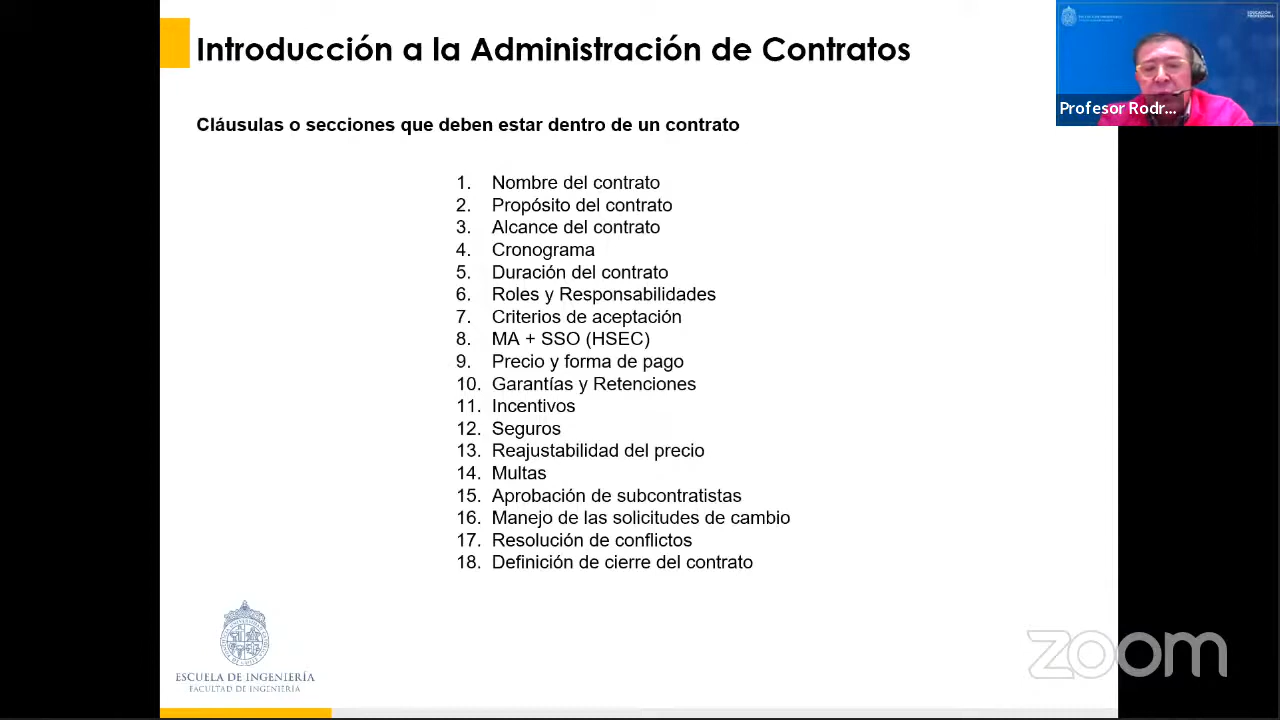 Introducción a la Administración de Contratos
Profesor Rodr...
Cláusulas o secciones que deben estar dentro de un contrato
1. Nombre del contrato
2. Propósito del contrato
3. Alcance del contrato
4. Cronograma
5. Duración del contrato
6. Roles y Responsabilidades
7. Criterios de aceptación
8. MA + SSO (HSEC)
9. Precio y forma de pago
10. Garantías y Retenciones
11. Incentivos
12. Seguros
13. Reajustabilidad del precio
14. Multas
15. Aprobación de subcontratistas
16. Manejo de las solicitudes de cambio
17. Resolución de conflictos
18. Definición de cierre del contrato
ESCUELA DE INGENIERÍA
FACULTAD DE INGENIERÍA
zoom